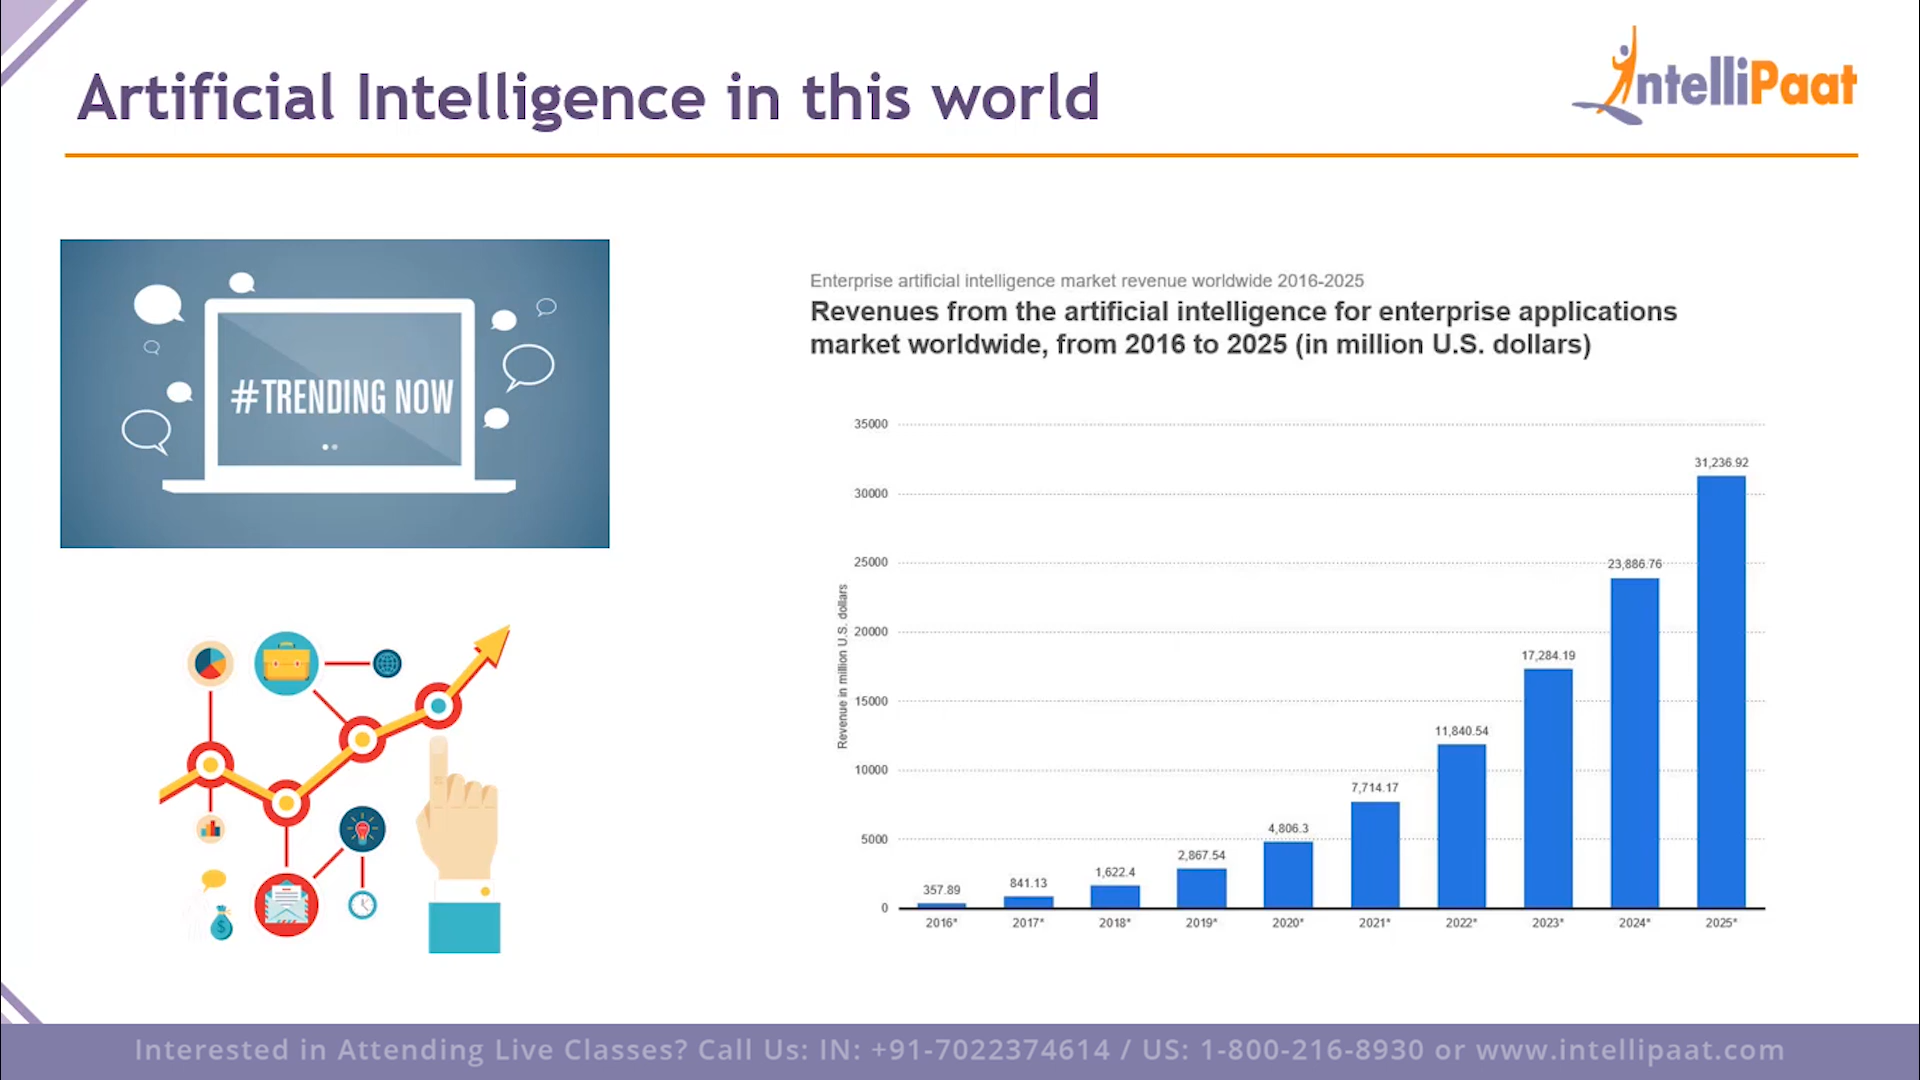 Artificial Intelligence in this world
IntelliPaat
#TRENDING NOW
Enterprise artificial intelligence market revenue worldwide 2016-2025
Revenues from the artificial intelligence for enterprise applications
market worldwide, from 2016 to 2025 (in million U.S. dollars)
Revenue in million U.S. dollars
35000
30000
25000
20000
15000
10000
5000
0
357.89
841.13
1,622.4
2,867.54
4,806.3
7,714.17
11,840.54
17,284.19
23,886.76
31,236.92
2016* 2017* 2018* 2019* 2020* 2021* 2022* 2023* 2024* 2025*
$
Interested in Attending Live Classes? Call Us: IN: +91-7022374614 / US: 1-800-216-8930 or www.intellipaat.com